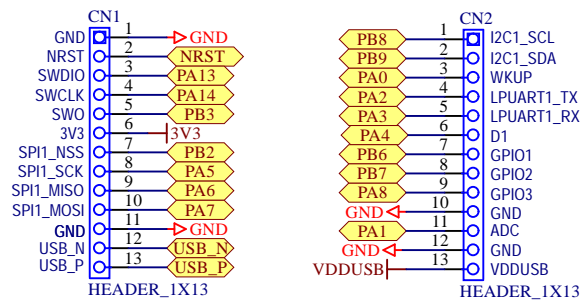 CN1
GND 1 GND
NRST 2 NRST
SWDIO 3 PA13
SWCLK 4 PA14
SWO 5 PB3
3V3 6 3V3
SPI1_NSS 7 PB2
SPI1_SCK 8 PA5
SPI1_MISO 9 PA6
SPI1_MOSI 10 PA7
GND 11 GND
USB_N 12 USB_N
USB_P 13 USB_P
HEADER_1X13
CN2
PB8 1 I2C1_SCL
PB9 2 I2C1_SDA
PA0 3 WKUP
PA2 4 LPUART1_TX
PA3 5 LPUART1_RX
PA4 6 D1
PB6 7 GPIO1
PB7 8 GPIO2
PA8 9 GPIO3
GND 10 GND
PA1 11 ADC
GND 12 GND
VDDUSB 13 VDDUSB
HEADER_1X13